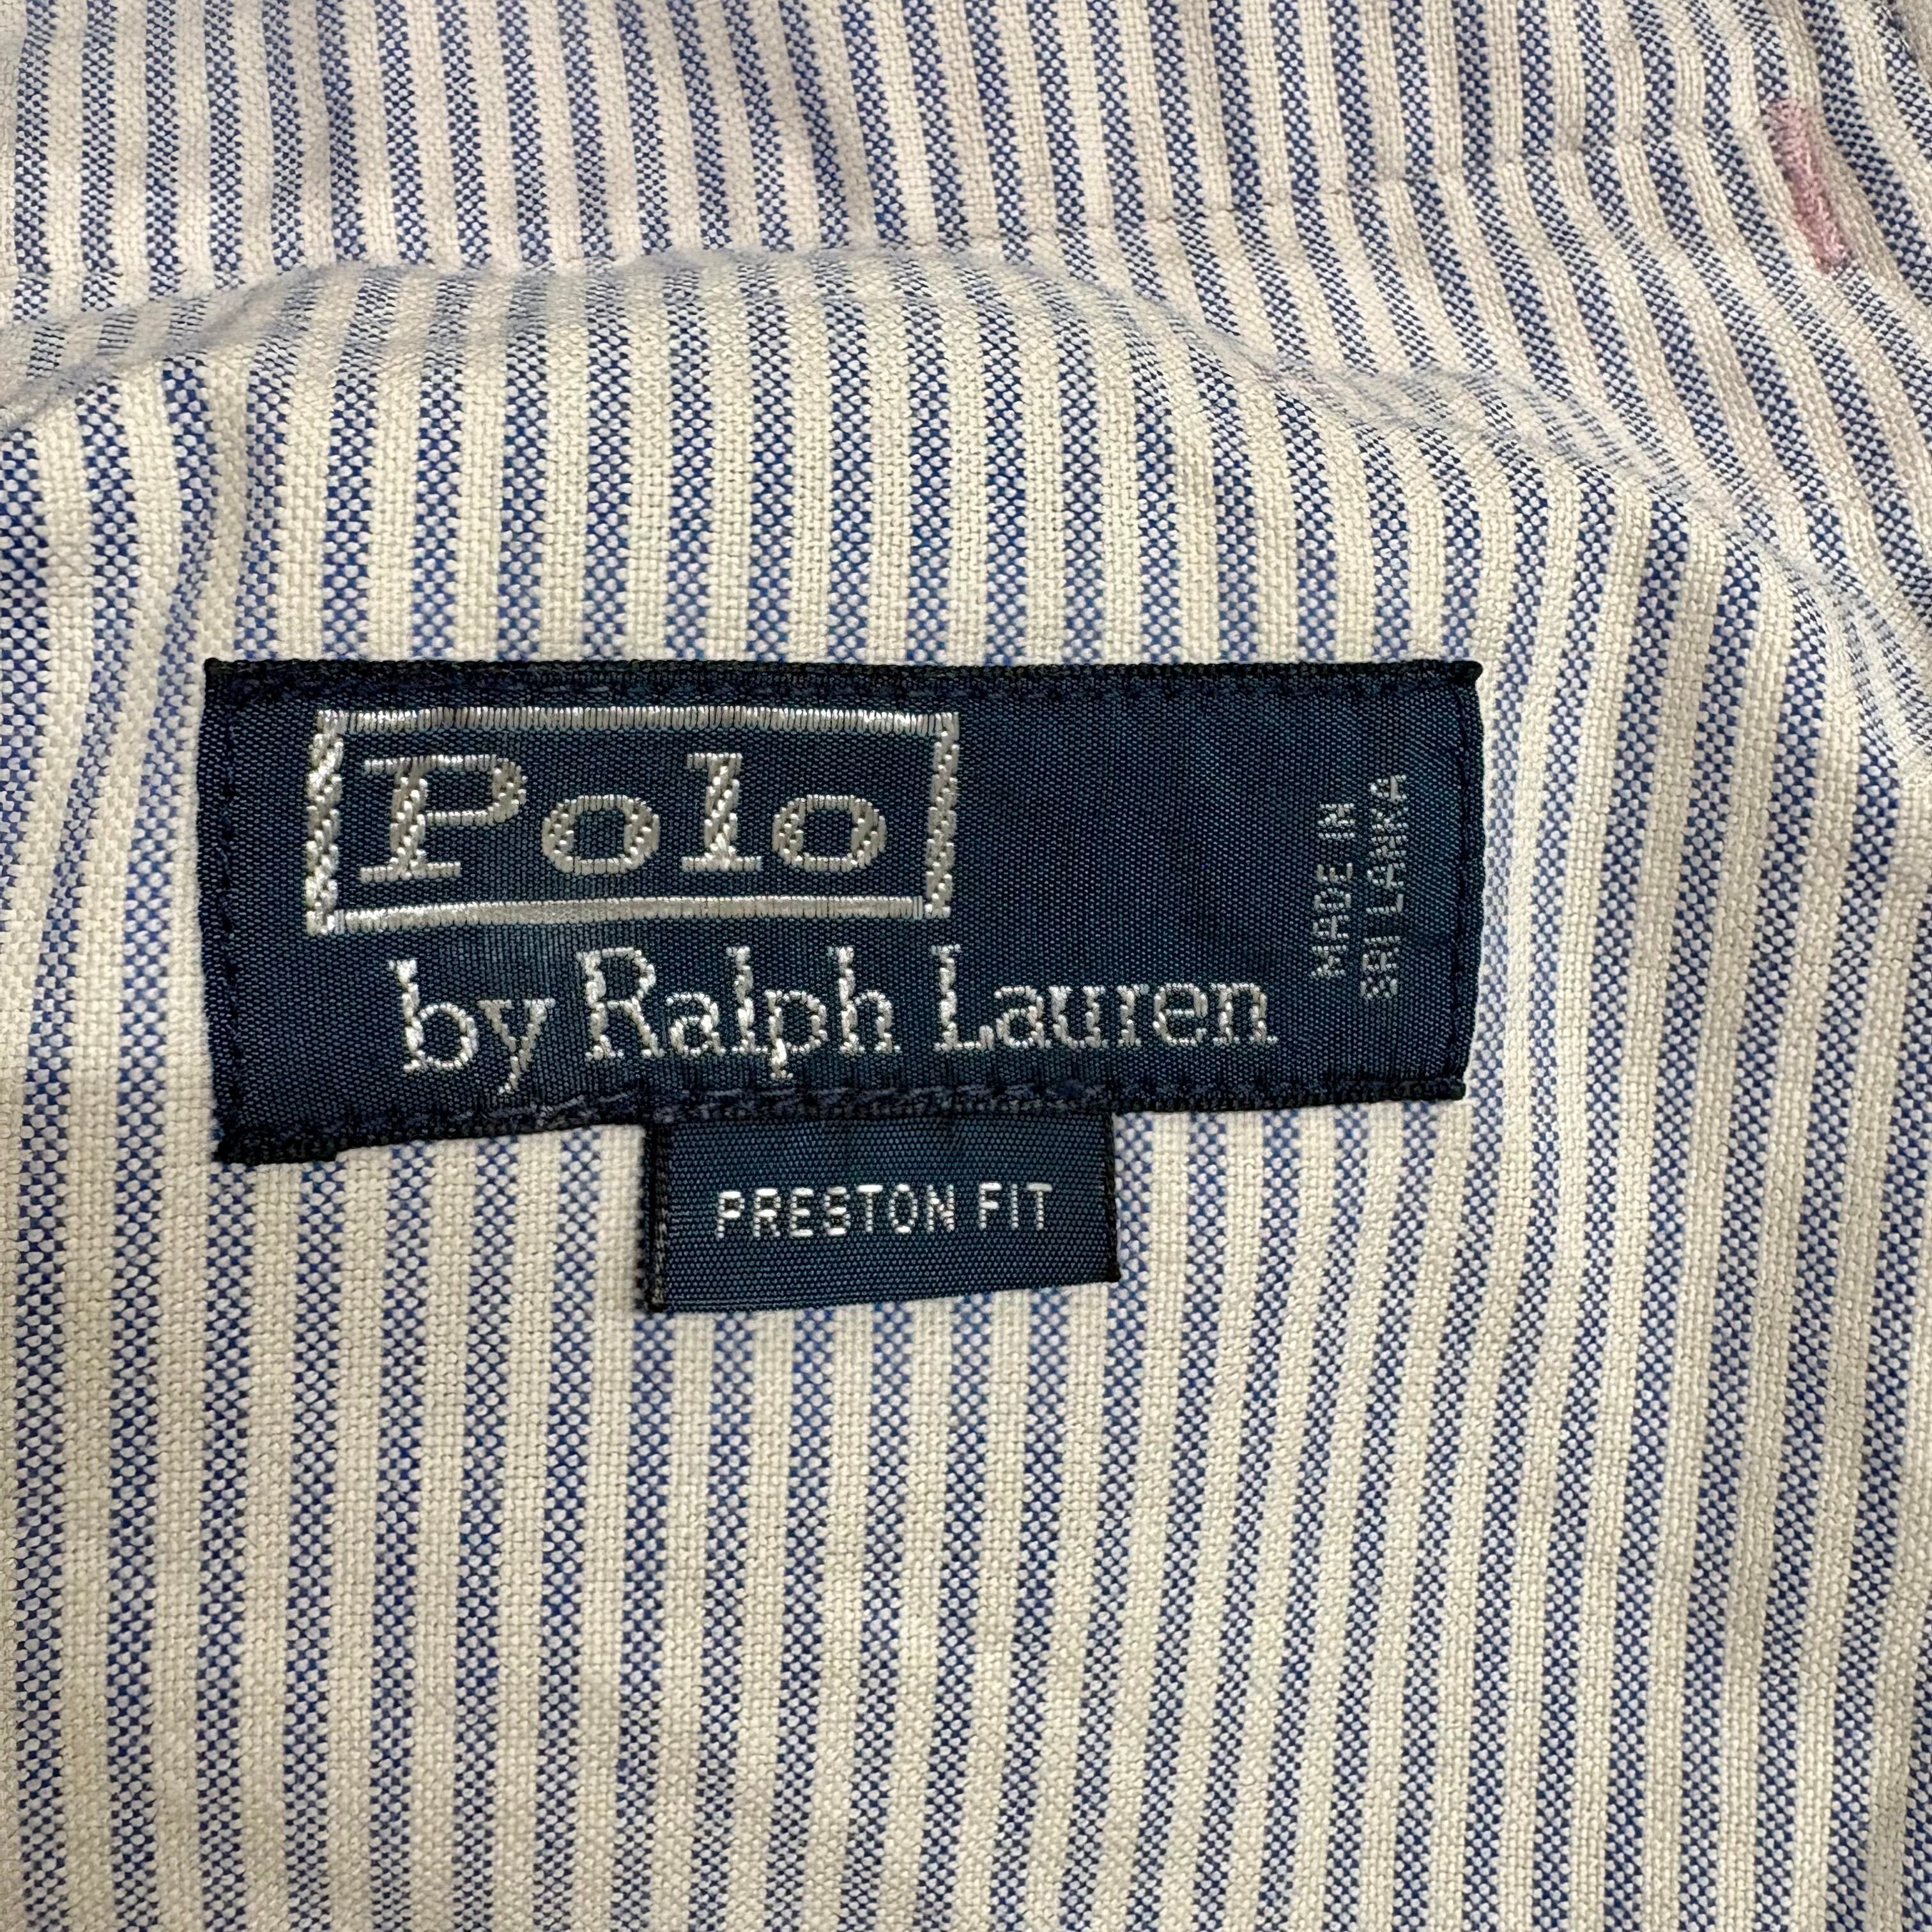 Polo
by Ralph Lauren
MADE IN
SRI LANKA
PRESTON FIT